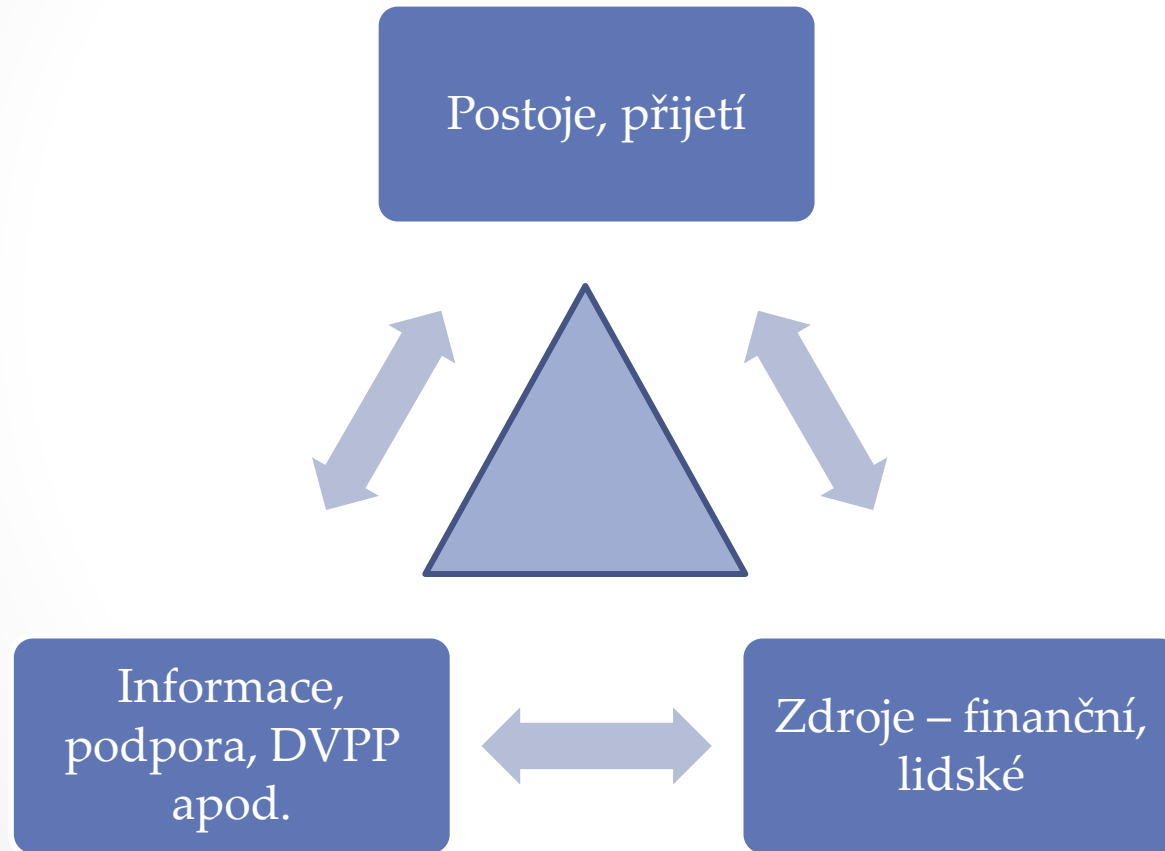 Postoje, přijetí
Informace,
podpora, DVPP
apod.
Zdroje – finanční,
lidské